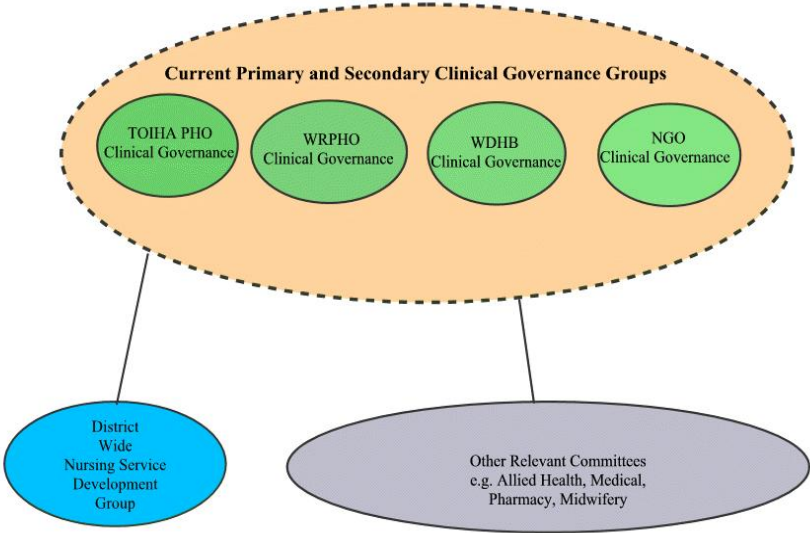 Current Primary and Secondary Clinical Governance Groups
TOIHA PHO
Clinical Governance
WRPHO
Clinical Governance
WDHB
Clinical Governance
NGO
Clinical Governance
District
Wide
Nursing Service
Development
Group
Other Relevant Committees
e.g. Allied Health, Medical,
Pharmacy, Midwifery